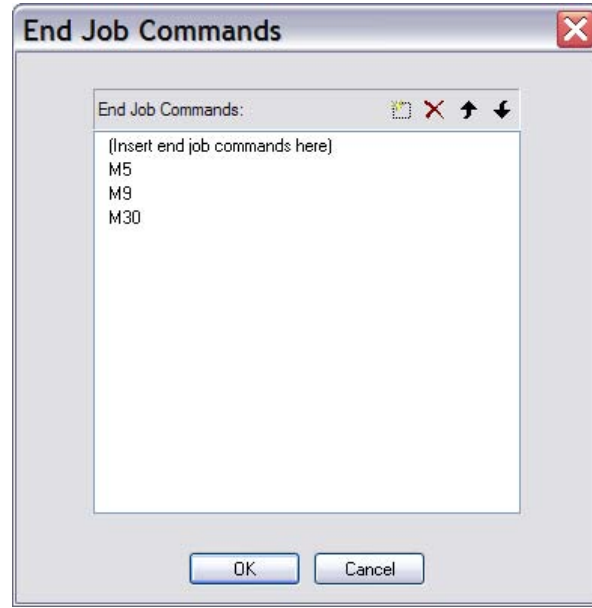 End Job Commands
End Job Commands:
(Insert end job commands here)
M5
M9
M30
OK
Cancel